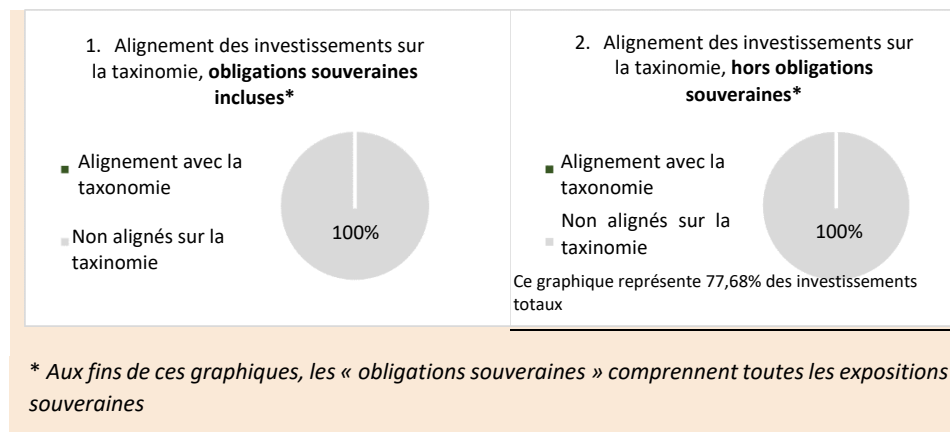 1. Alignement des investissements sur
la taxinomie, obligations souveraines
incluses*
Alignement avec la
taxonomie
Non alignés sur la
taxinomie
100%
2. Alignement des investissements sur
la taxinomie, hors obligations
souveraines*
Alignement avec la
taxonomie
Non alignés sur la
taxinomie
100%
Ce graphique représente 77,68% des investissements
totaux
* Aux fins de ces graphiques, les « obligations souveraines » comprennent toutes les expositions
souveraines